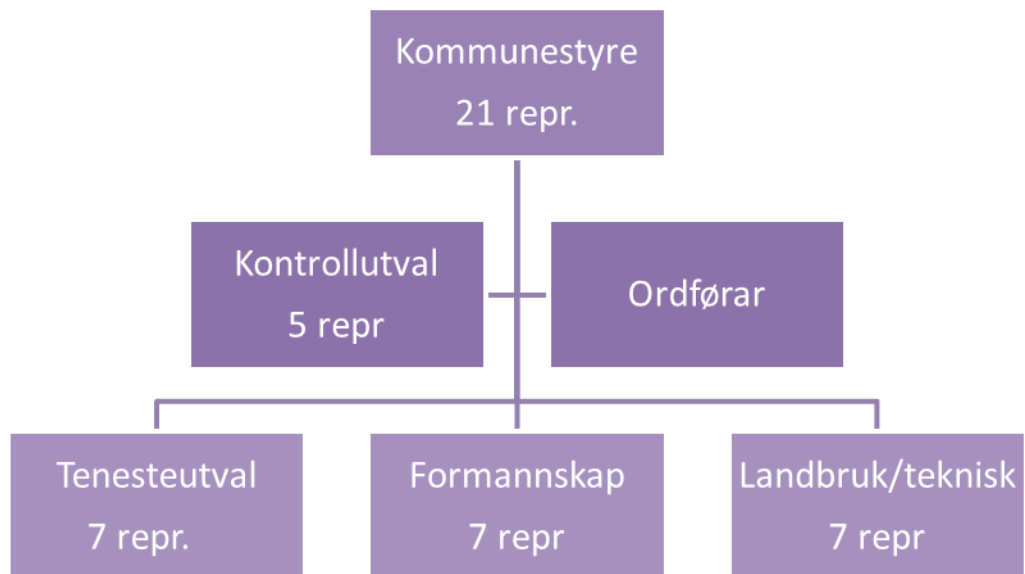 Kommunestyre
21 repr.
Kontrollutval
5 repr
Ordførar
Tenesteutval
7 repr.
Formannskap
7 repr
Landbruk/teknisk
7 repr